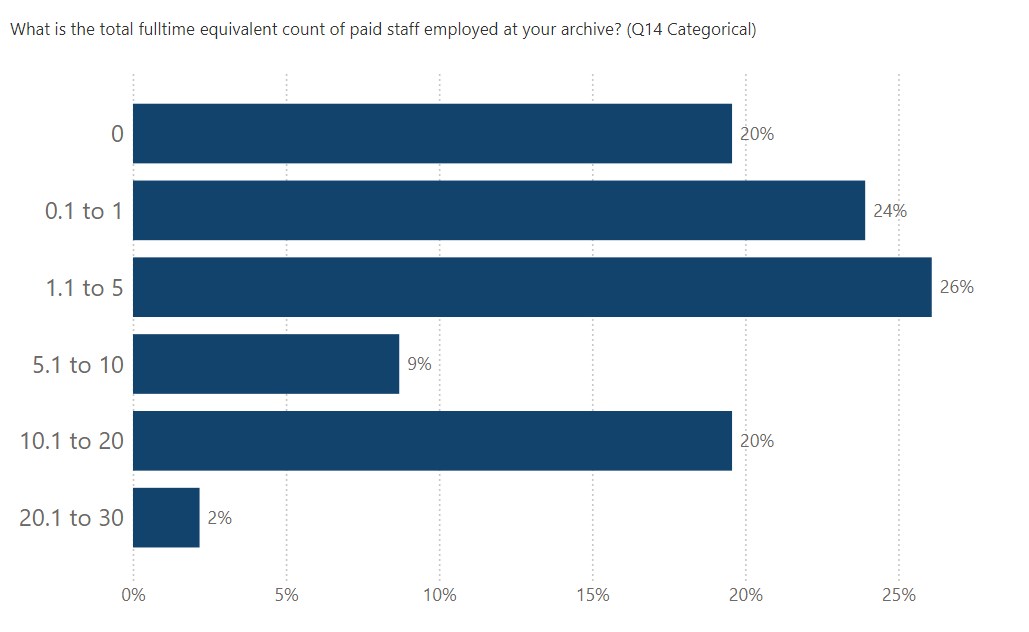 What is the total fulltime equivalent count of paid staff employed at your archive? (Q14 Categorical)
0 20%
0.1 to 1 24%
1.1 to 5 26%
5.1 to 10 9%
10.1 to 20 20%
20.1 to 30 2%
0% 5% 10% 15% 20% 25%